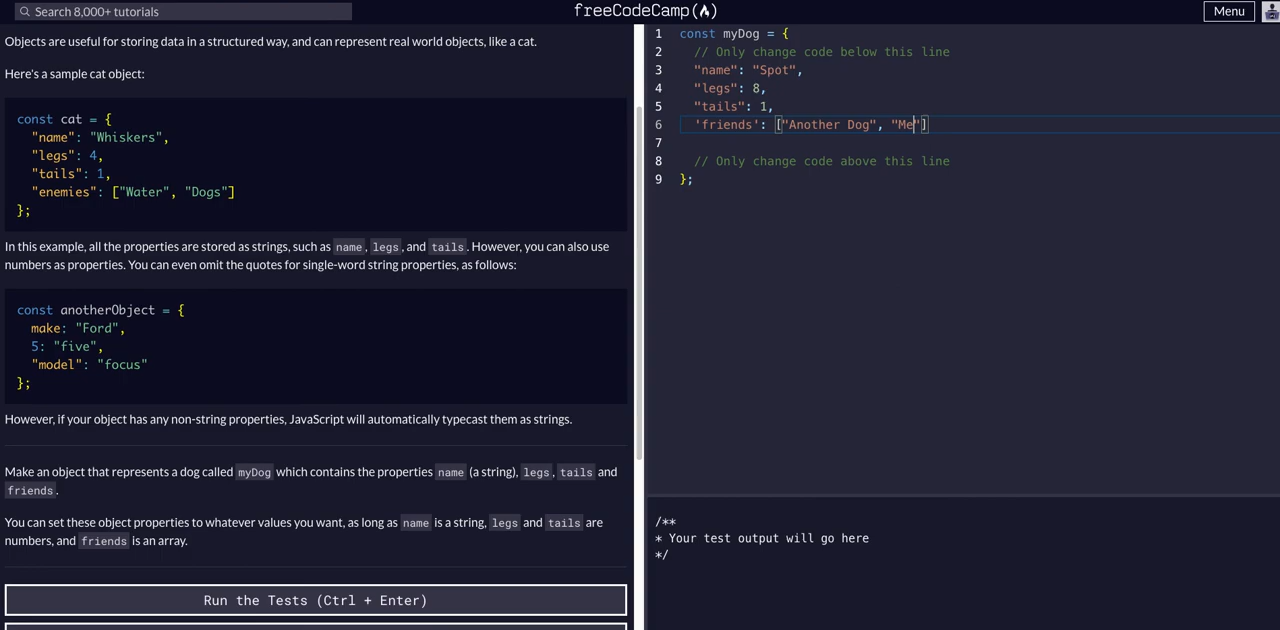 Search 8,000+ tutorials
freeCodeCamp
Menu
Objects are useful for storing data in a structured way, and can represent real world objects, like a cat.
Here's a sample cat object:
const cat = {
"name": "Whiskers",
"legs": 4,
"tails": 1,
"enemies": ["Water", "Dogs"]
};
In this example, all the properties are stored as strings, such as name, legs, and tails. However, you can also use
numbers as properties. You can even omit the quotes for single-word string properties, as follows:
const anotherObject = {
make: "Ford",
5: "five",
"model": "focus"
};
However, if your object has any non-string properties, JavaScript will automatically typecast them as strings.
Make an object that represents a dog called myDog which contains the properties name (a string), legs, tails and
friends.
You can set these object properties to whatever values you want, as long as name is a string, legs and tails are
numbers, and friends is an array.
Run the Tests (Ctrl + Enter)
1 const myDog = {
2 // Only change code below this line
3 "name": "Spot",
4 "legs": 8,
5 "tails": 1,
6 'friends': ["Another Dog", "Me"]
7
8 // Only change code above this line
9 };
/**
* Your test output will go here
*/